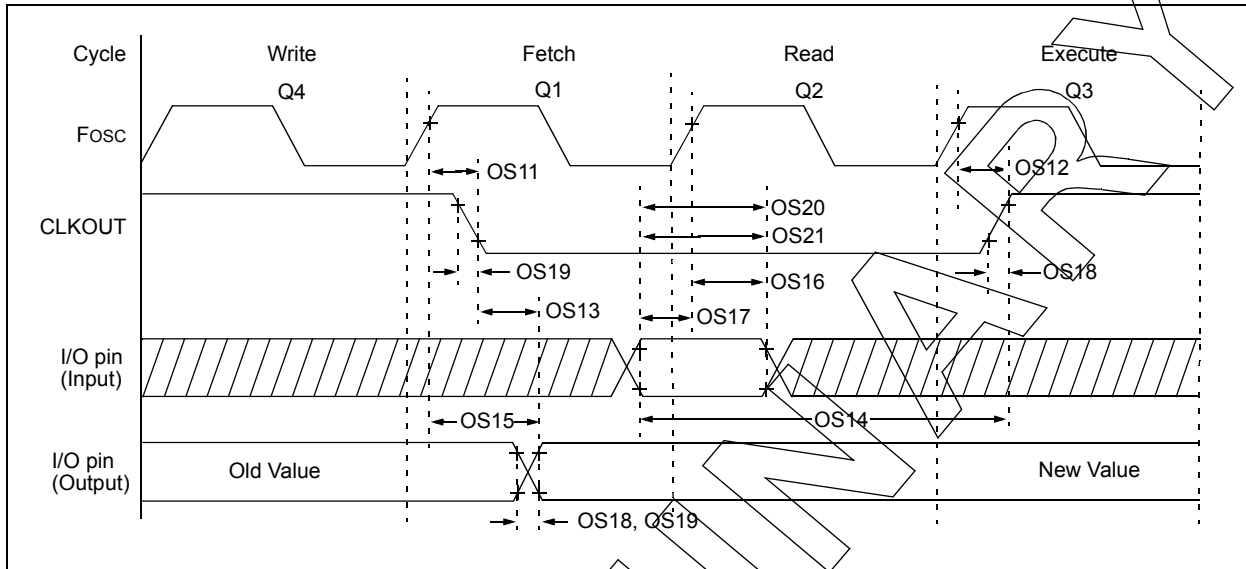 Cycle Write Fetch Read Execute
Q4 Q1 Q2 Q3
Fosc
OS11 OS12
OS20
CLKOUT
OS21
OS19 OS16 OS18
OS13 OS17
I/O pin
(Input)
OS15 OS14
I/O pin
(Output)
Old Value New Value
OS18, OS19